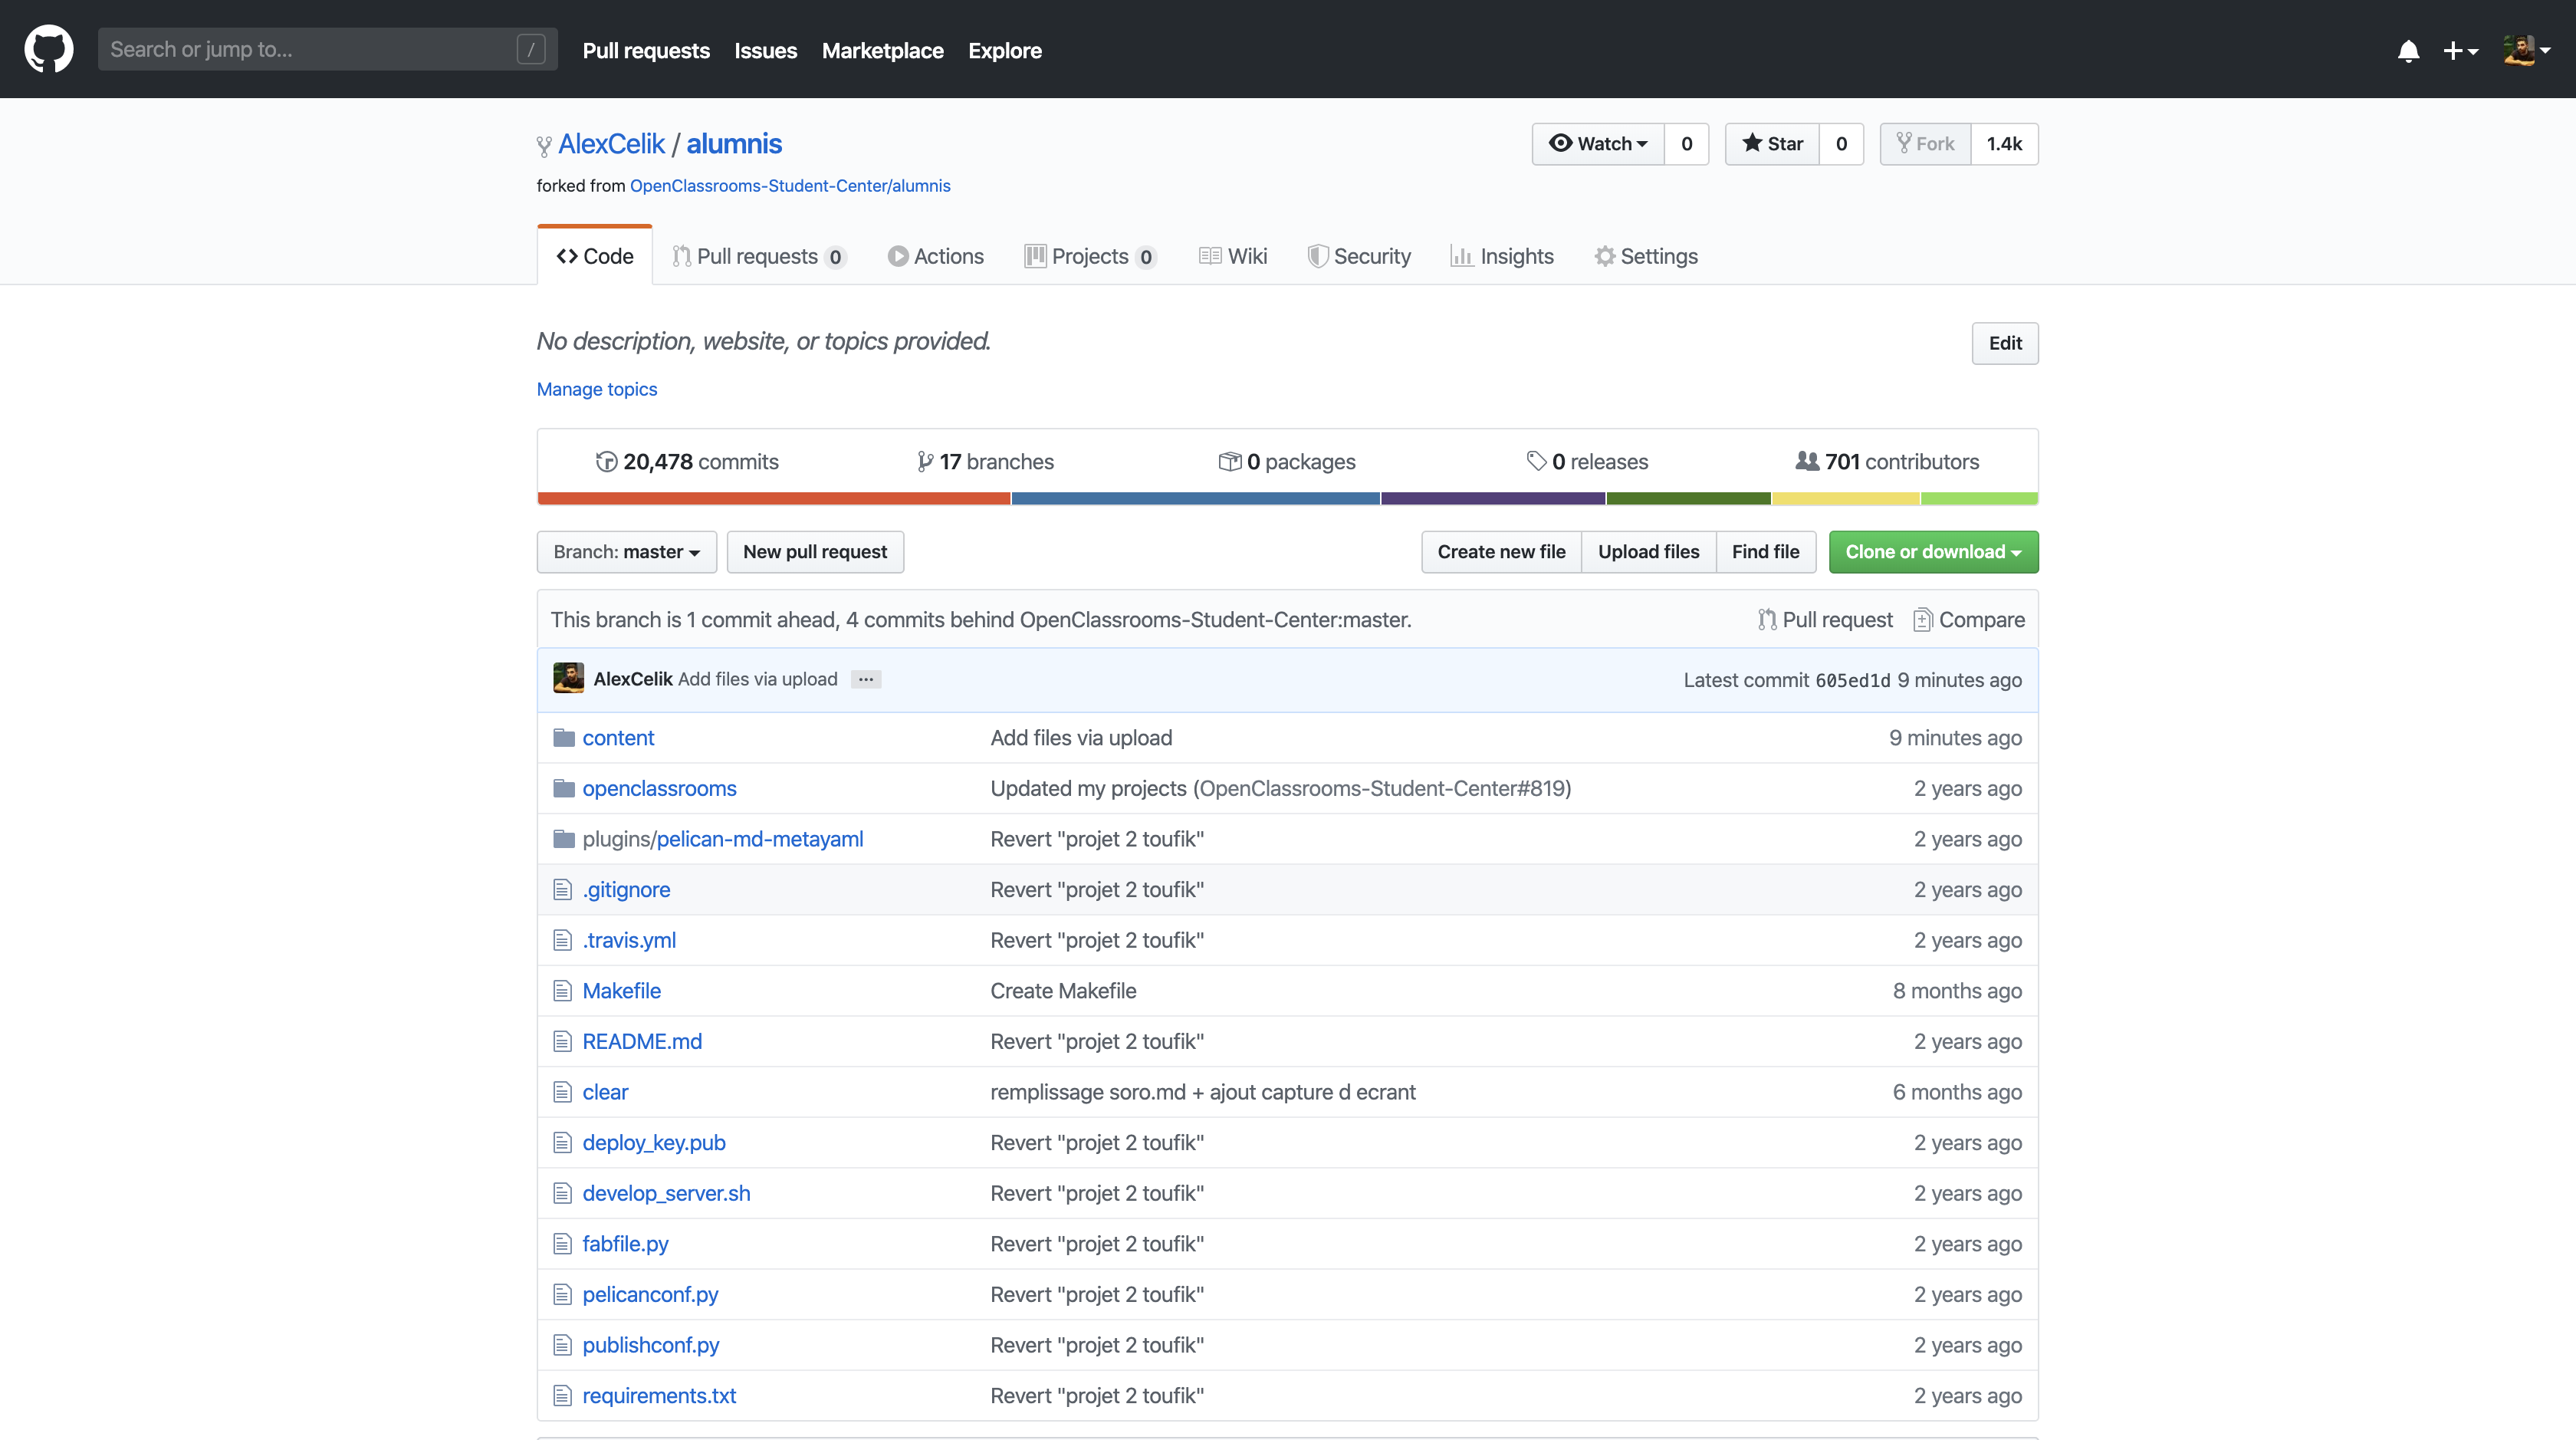 Search or jump to... /
Pull requests Issues Marketplace Explore
AlexCelik / alumnis
Watch 0 Star 0 Fork 1.4k
forked from OpenClassrooms-Student-Center/alumnis
Code Pull requests 0 Actions Projects 0 Wiki Security Insights Settings
No description, website, or topics provided.
Edit
Manage topics
20,478 commits 17 branches 0 packages 0 releases 701 contributors
Branch: master New pull request Create new file Upload files Find file Clone or download
This branch is 1 commit ahead, 4 commits behind OpenClassrooms-Student-Center:master. Pull request Compare
AlexCelik Add files via upload ... Latest commit 605ed1d 9 minutes ago
content Add files via upload 9 minutes ago
openclassrooms Updated my projects (OpenClassrooms-Student-Center#819) 2 years ago
plugins/pelican-md-metayaml Revert "projet 2 toufik" 2 years ago
.gitignore Revert "projet 2 toufik" 2 years ago
.travis.yml Revert "projet 2 toufik" 2 years ago
Makefile Create Makefile 8 months ago
README.md Revert "projet 2 toufik" 2 years ago
clear remplissage soro.md + ajout capture d ecrant 6 months ago
deploy_key.pub Revert "projet 2 toufik" 2 years ago
develop_server.sh Revert "projet 2 toufik" 2 years ago
fabfile.py Revert "projet 2 toufik" 2 years ago
pelicanconf.py Revert "projet 2 toufik" 2 years ago
publishconf.py Revert "projet 2 toufik" 2 years ago
requirements.txt Revert "projet 2 toufik" 2 years ago